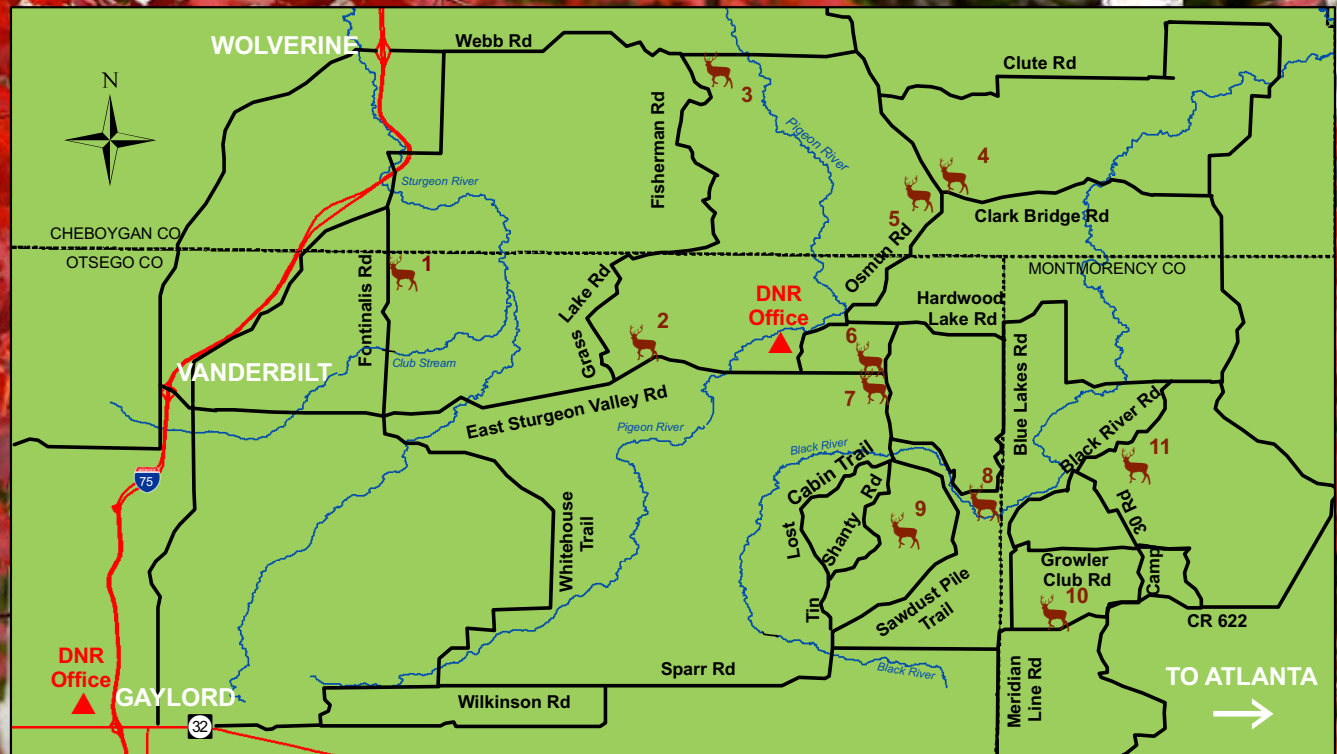 WOLVERINE
Webb Rd
Clute Rd
N
3
Fisherman Rd
Pigeon River
4
Sturgeon River
5
Clark Bridge Rd
CHEBOYGAN CO
OTSEGO CO
Osmun Rd
MONTMORENCY CO
1
Fontinalis Rd
Grass Lake Rd
2
DNR
Office
Hardwood
Lake Rd
6
Club Stream
VANDERBILT
Blue Lakes Rd
7
East Sturgeon Valley Rd
Pigeon River
Black River
Black River Rd
11
75
Lost Cabin Trail
8
Whitehouse
Trail
Tin Shanty Rd
9
Camp 30 Rd
Growler
Club Rd
10
Sawdust Pile
Trail
CR 622
DNR
Office
GAYLORD
Sparr Rd
Black River
Meridian
Line Rd
TO ATLANTA
Wilkinson Rd
32